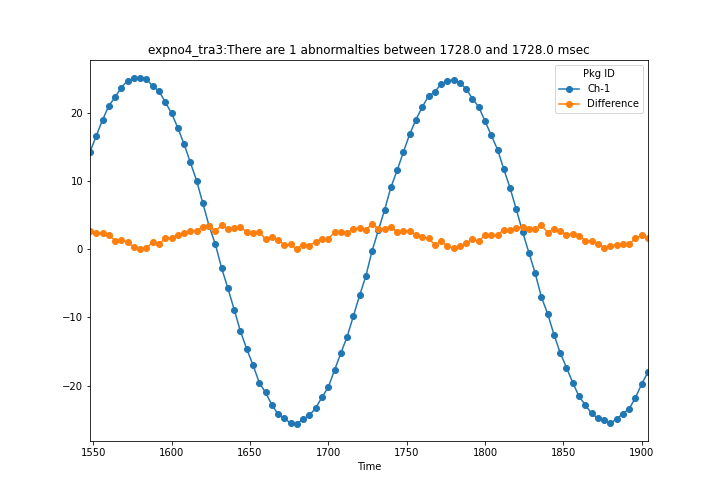 expno4_tra3:There are 1 abnormalties between 1728.0 and 1728.0 msec
Pkg ID
Ch-1
Difference
20
10
0
−10
−20
1550 1600 1650 1700 1750 1800 1850 1900
Time